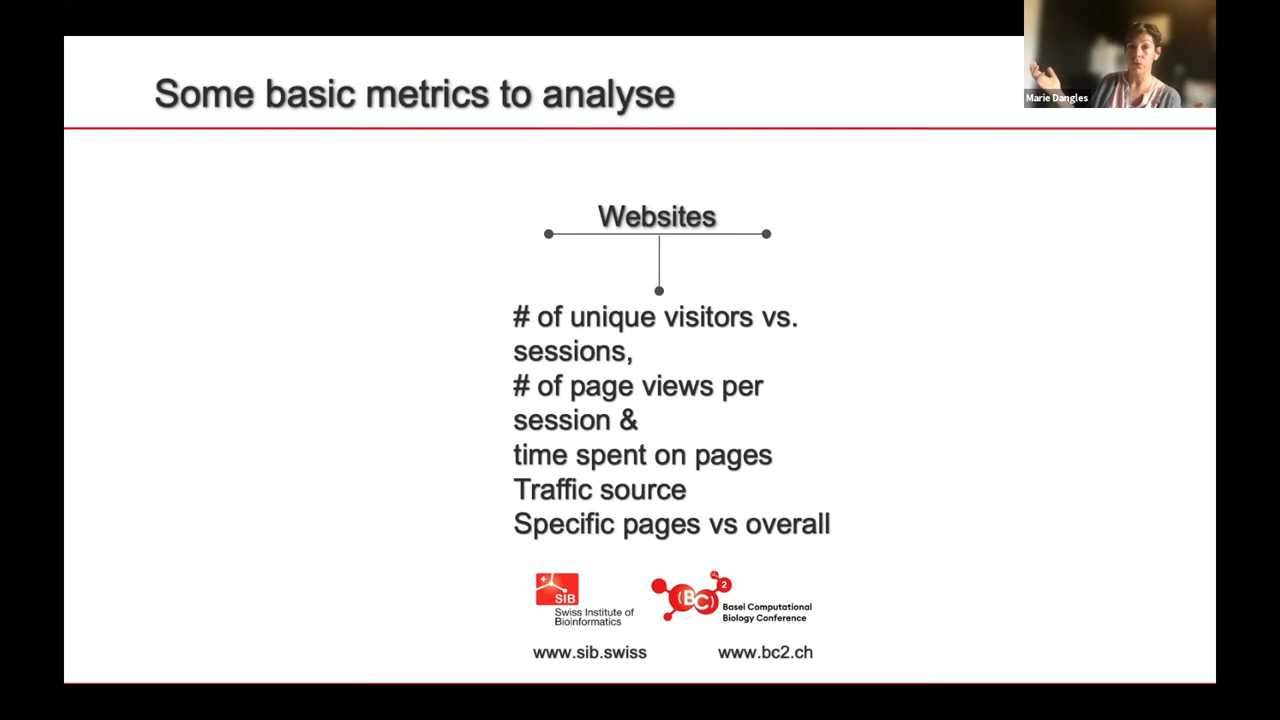 Some basic metrics to analyse
Marie Dangles
Websites
# of unique visitors vs.
sessions,
# of page views per
session &
time spent on pages
Traffic source
Specific pages vs overall
SIB
Swiss Institute of
Bioinformatics
(BC)
2
Basel Computational
Biology Conference
www.sib.swiss
www.bc2.ch